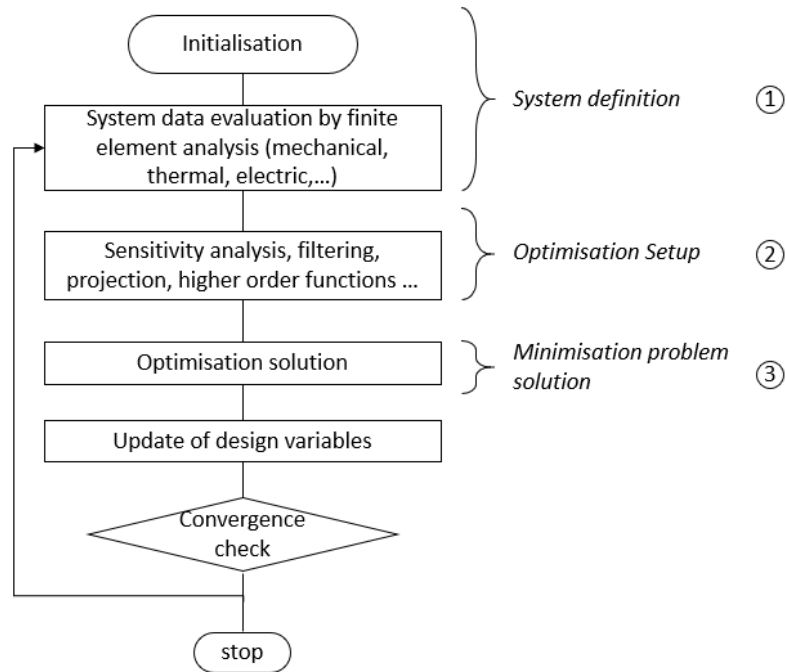 Initialisation
System data evaluation by finite
element analysis (mechanical,
thermal, electric,…)
System definition
①
Sensitivity analysis, filtering,
projection, higher order functions …
Optimisation Setup
②
Optimisation solution
Minimisation problem
solution
③
Update of design variables
Convergence
check
stop